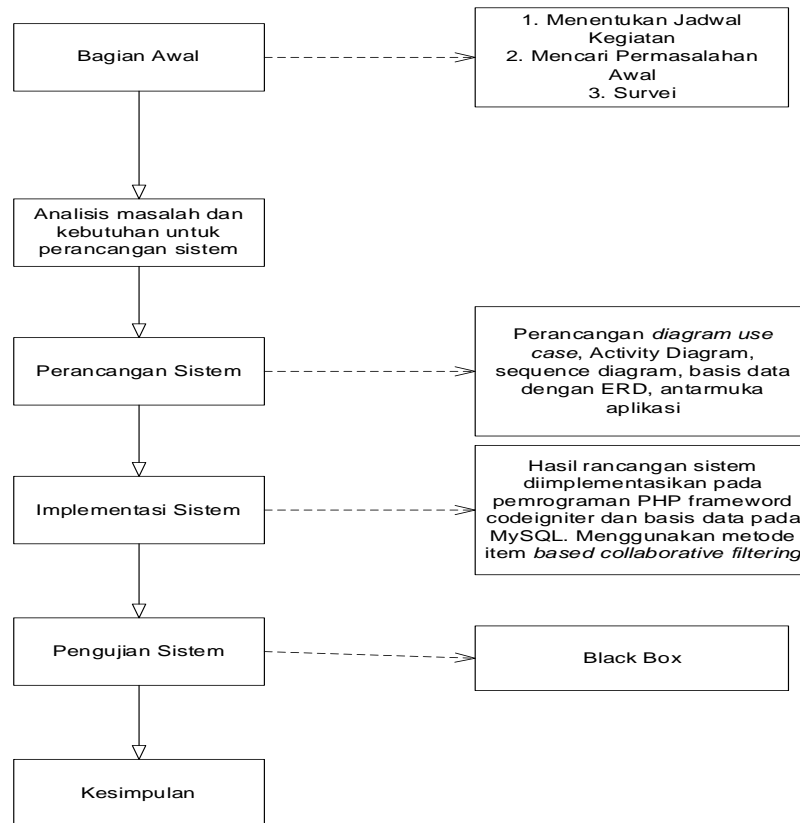 Bagian Awal
1. Menentukan Jadwal
Kegiatan
2. Mencari Permasalahan
Awal
3. Survei
Analisis masalah dan
kebutuhan untuk
perancangan sistem
Perancangan Sistem
Perancangan diagram use
case, Activity Diagram,
sequence diagram, basis data
dengan ERD, antarmuka
aplikasi
Implementasi Sistem
Hasil rancangan sistem
diimplementasikan pada
pemrograman PHP frameword
codeigniter dan basis data pada
MySQL. Menggunakan metode
item based collaborative filtering
Pengujian Sistem
Black Box
Kesimpulan